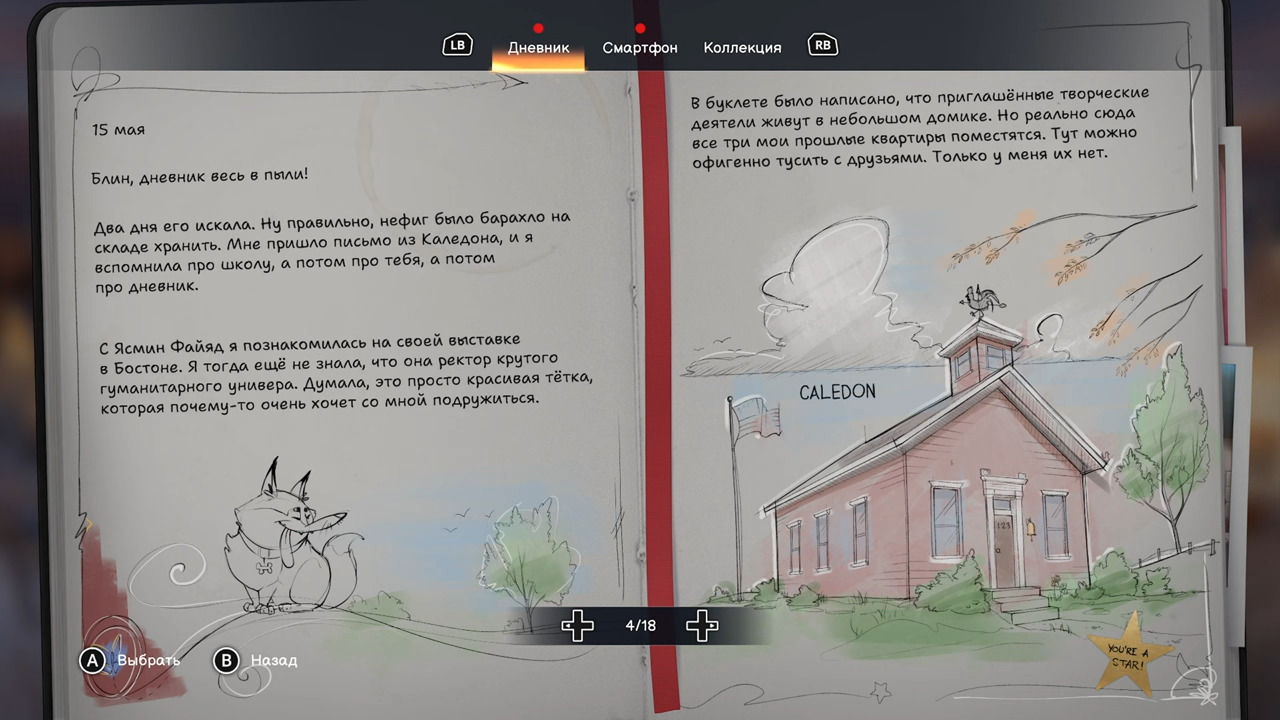 LB Дневник Смартфон Коллекция RB
15 мая
Блин, дневник весь в пыли!
Два дня его искала. Ну правильно, нефиг было барахло на
складе хранить. Мне пришло письмо из Каледона, и я
вспомнила про школу, а потом про тебя, а потом
про дневник.
С Ясмин Файяд я познакомилась на своей выставке
в Бостоне. Я тогда ещё не знала, что она ректор крутого
гуманитарного универа. Думала, это просто красивая тётка,
которая почему-то очень хочет со мной подружиться.
В буклете было написано, что приглашённые творческие
деятели живут в небольшом домике. Но реально сюда
все три мои прошлые квартиры поместятся. Тут можно
офигенно тусить с друзьями. Только у меня их нет.
CALEDON
123
YOU'RE A
STAR!
4/18
A Выбрать B Назад